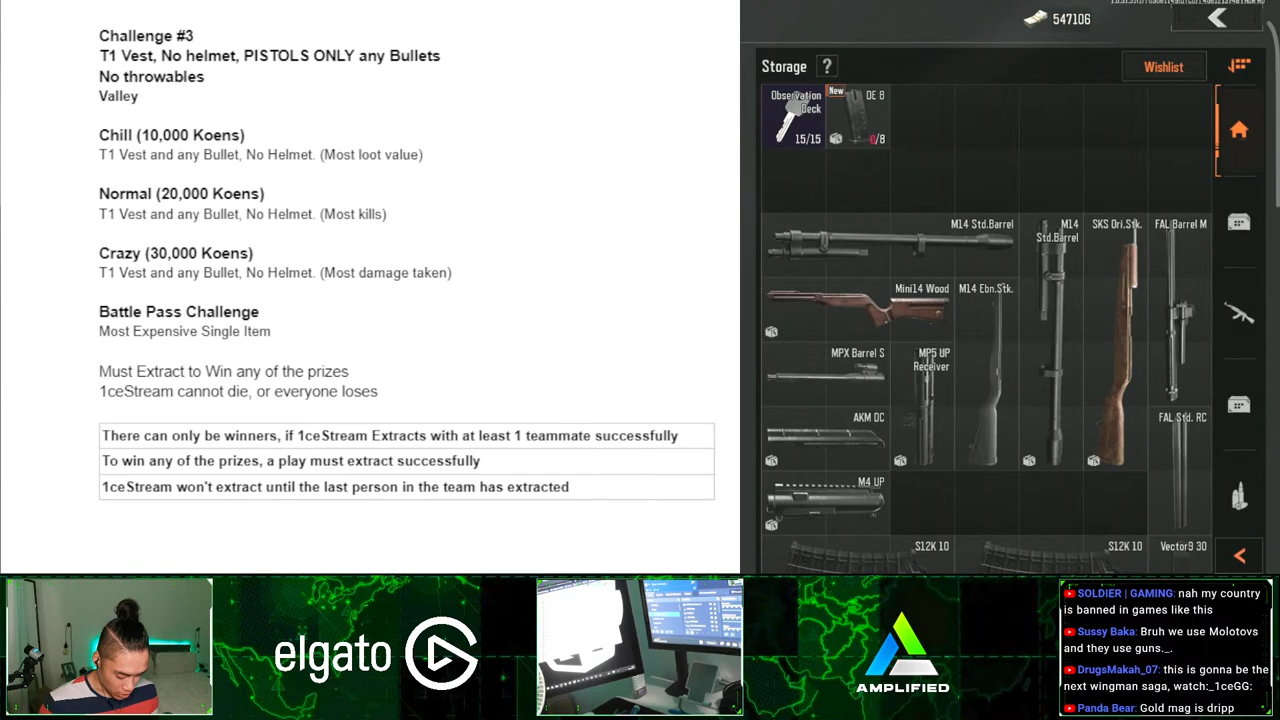 Challenge #3
T1 Vest, No helmet, PISTOLS ONLY any Bullets
No throwables
Valley
Chill (10,000 Koens)
T1 Vest and any Bullet, No Helmet. (Most loot value)
Normal (20,000 Koens)
T1 Vest and any Bullet, No Helmet. (Most kills)
Crazy (30,000 Koens)
T1 Vest and any Bullet, No Helmet. (Most damage taken)
Battle Pass Challenge
Most Expensive Single Item
Must Extract to Win any of the prizes
1ceStream cannot die, or everyone loses
There can only be winners, if 1ceStream Extracts with at least 1 teammate successfully
To win any of the prizes, a play must extract successfully
1ceStream won't extract until the last person in the team has extracted
547106
Storage ?
Wishlist
Observation
Deck
15/15
New
DE 8
0/8
M14 Std.Barrel
M14
Std.Barrel
SKS Ori.Stk.
FAL Barrel M
Mini14 Wood
M14 Ebn.Stk.
MPX Barrel S
MP5 UP
Receiver
AKM DC
FAL Std. RC
M4 UP
S12K 10
S12K 10
Vector9 30
elgato
AMPLIFIED
SOLDIER | GAMING: nah my country
is banned in games like this
Sussy Baka: Bruh we use Molotovs
and they use guns._.
DrugsMakah_07: this is gonna be the
next wingman saga, watch:_1ceGG:
Panda Bear: Gold mag is dripp